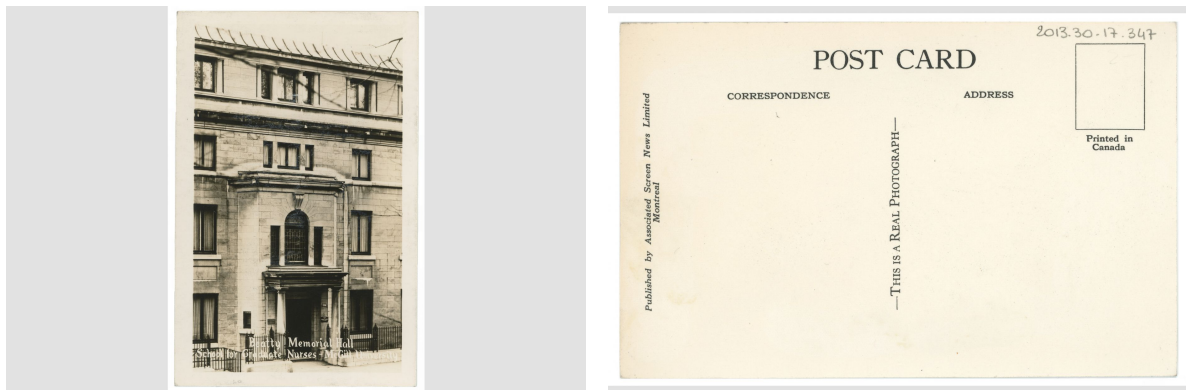 Beatty Memorial Hall
School for Graduate Nurses - McGill University
2013.30-17.347
POST CARD
CORRESPONDENCE
ADDRESS
Printed in
Canada
Published by Associated Screen News Limited
Montreal
—THIS IS A REAL PHOTOGRAPH—